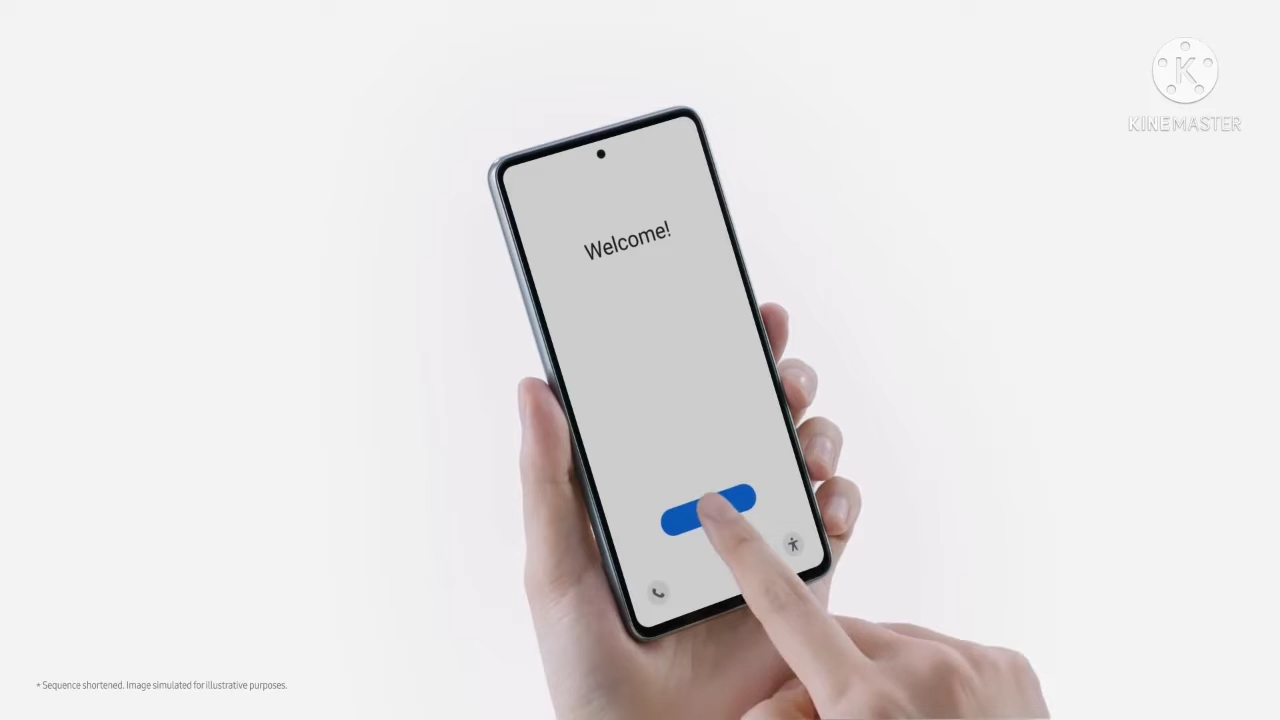 KINEMASTER
Welcome!
* Sequence shortened. Image simulated for illustrative purposes.